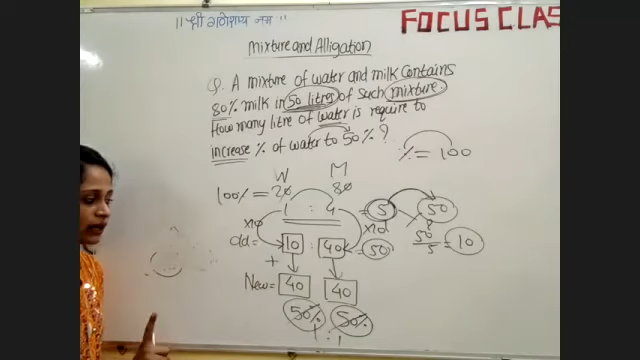 ॥ श्री गणेशाय नमः ॥
FOCUS CLAS
Mixture and Alligation
Q. A mixture of water and milk contains
80% milk in 50 litres of such mixture.
How many litre of water is require to
increase % of water to 50%?
% = 100
W M
100% = 20 80
1 : 4 = 5 50
×10 ×10 50/5 = 10
old = 10 : 40 = 50
+
New = 40 40
50% 50%
1 : 1